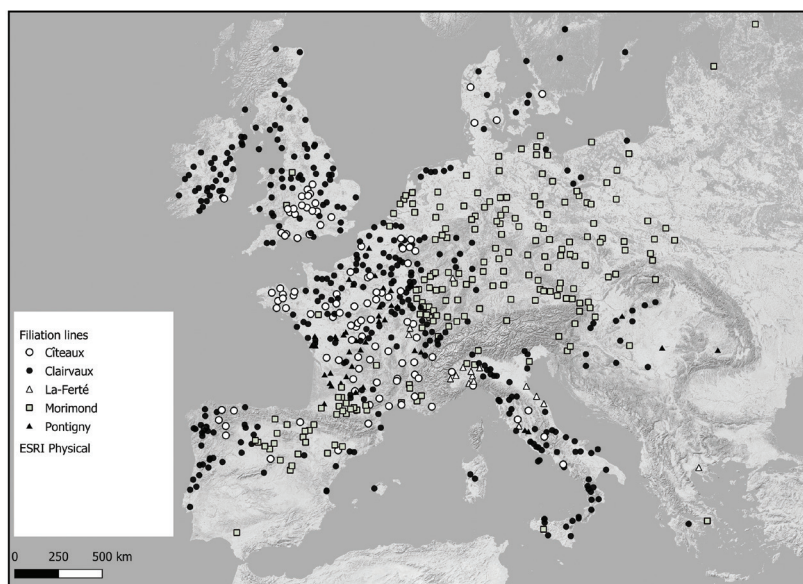 Filiation lines
Cîteaux
Clairvaux
La-Ferté
Morimond
Pontigny
ESRI Physical
0 250 500 km